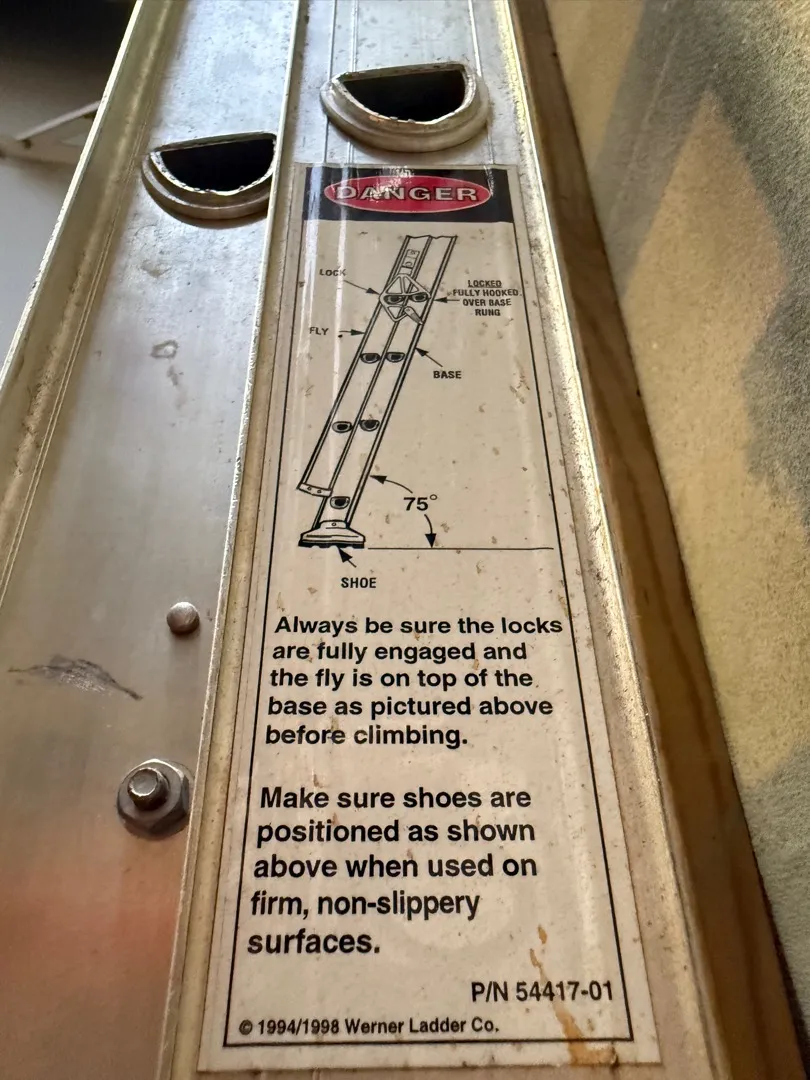 DANGER
LOCK
LOCKED
FULLY HOOKED
OVER BASE
RUNG
FLY
BASE
75°
SHOE
Always be sure the locks
are fully engaged and
the fly is on top of the
base as pictured above
before climbing.
Make sure shoes are
positioned as shown
above when used on
firm, non-slippery
surfaces.
P/N 54417-01
© 1994/1998 Werner Ladder Co.